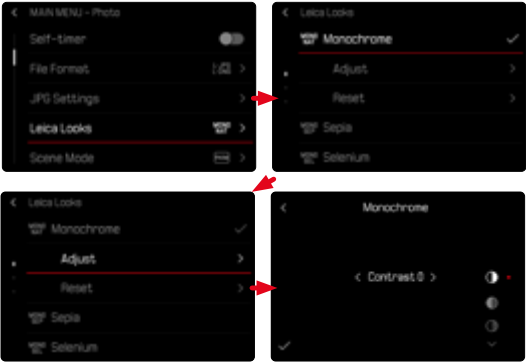 MAIN MENU - Photo
Self-timer
File Format
JPG Settings
Leica Looks
Scene Mode
Leica Looks
Monochrome
Adjust
Reset
Sepia
Selenium
Leica Looks
Monochrome
Adjust
Reset
Sepia
Selenium
Monochrome
Contrast 0